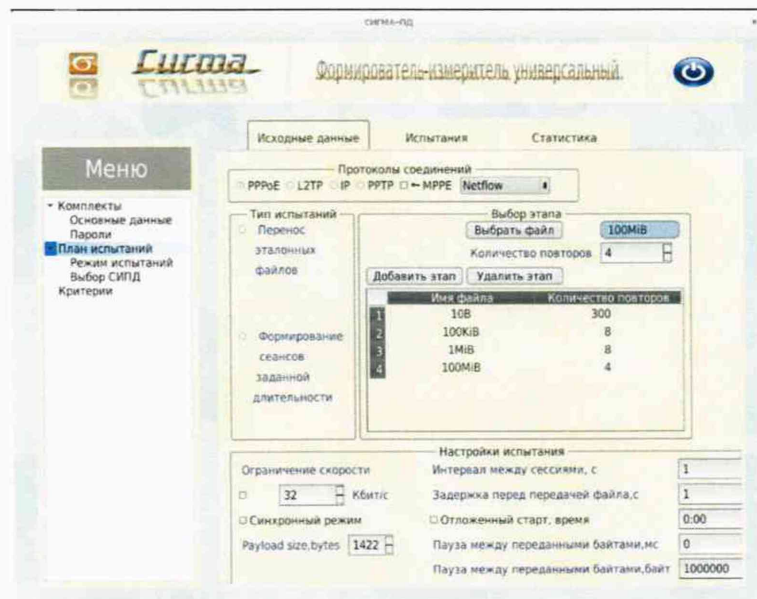 СИГМА-ПД
Сигма
Формирователь-измеритель универсальный.
Исходные данные Испытания Статистика
Меню
Комплекты
Основные данные
Пароли
План испытаний
Режим испытаний
Выбор СИПД
Критерии
Протоколы соединений
PPPoE L2TP IP PPTP MPPE Netflow
Тип испытаний
Перенос
эталонных
файлов
Формирование
сеансов
заданной
длительности
Выбор этапа
Выбрать файл 100MiB
Количество повторов 4
Добавить этап Удалить этап
Имя файла Количество повторов
1 10B 300
2 100KiB 8
3 1MiB 8
4 100MiB 4
Настройки испытания
Ограничение скорости Интервал между сессиями, с 1
32 Кбит/с Задержка перед передачей файла,с 1
Синхронный режим Отложенный старт, время 0:00
Payload size,bytes 1422 Пауза между переданными байтами,мс 0
Пауза между переданными байтами,байт 1000000